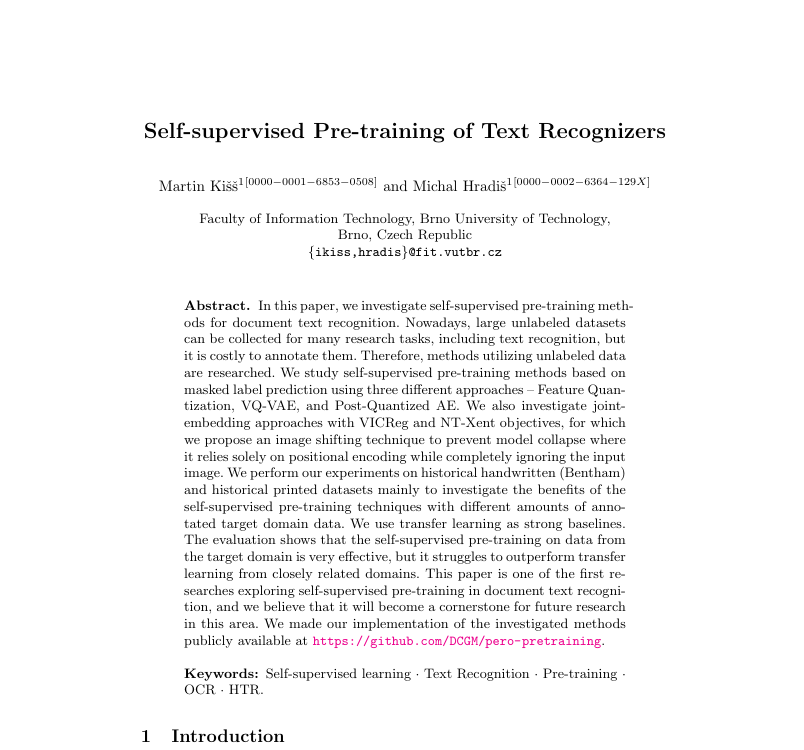 Self-supervised Pre-training of Text Recognizers
Martin Kišš1[0000−0001−6853−0508] and Michal Hradiš1[0000−0002−6364−129X]
Faculty of Information Technology, Brno University of Technology,
Brno, Czech Republic
{ikiss,hradis}@fit.vutbr.cz
Abstract. In this paper, we investigate self-supervised pre-training meth-
ods for document text recognition. Nowadays, large unlabeled datasets
can be collected for many research tasks, including text recognition, but
it is costly to annotate them. Therefore, methods utilizing unlabeled data
are researched. We study self-supervised pre-training methods based on
masked label prediction using three different approaches – Feature Quan-
tization, VQ-VAE, and Post-Quantized AE. We also investigate joint-
embedding approaches with VICReg and NT-Xent objectives, for which
we propose an image shifting technique to prevent model collapse where
it relies solely on positional encoding while completely ignoring the input
image. We perform our experiments on historical handwritten (Bentham)
and historical printed datasets mainly to investigate the benefits of the
self-supervised pre-training techniques with different amounts of anno-
tated target domain data. We use transfer learning as strong baselines.
The evaluation shows that the self-supervised pre-training on data from
the target domain is very effective, but it struggles to outperform transfer
learning from closely related domains. This paper is one of the first re-
searches exploring self-supervised pre-training in document text recogni-
tion, and we believe that it will become a cornerstone for future research
in this area. We made our implementation of the investigated methods
publicly available at https://github.com/DCGM/pero-pretraining.
Keywords: Self-supervised learning · Text Recognition · Pre-training ·
OCR · HTR.
1 Introduction